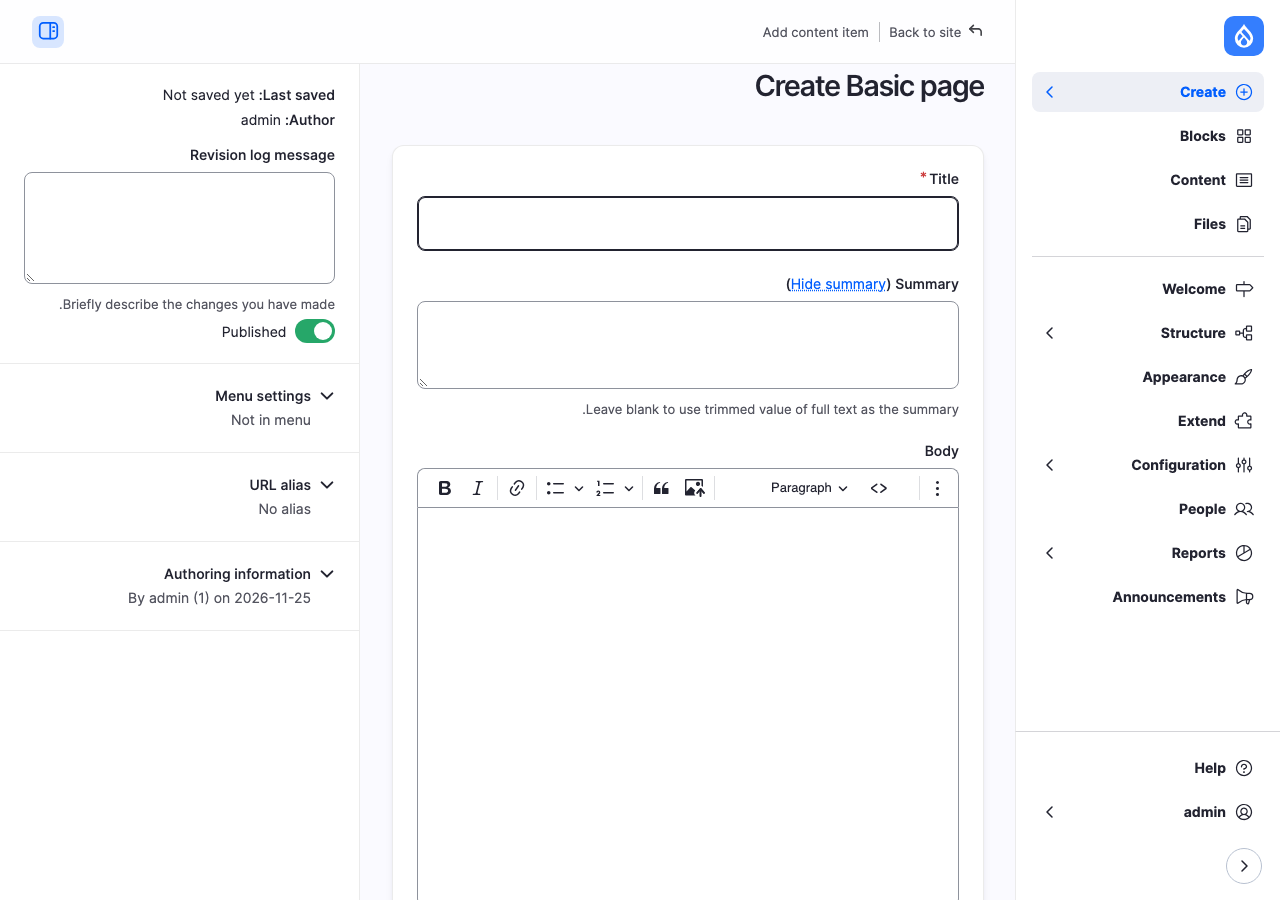 Add content item
Back to site
Create
Blocks
Content
Files
Welcome
Structure
Appearance
Extend
Configuration
People
Reports
Announcements
Help
admin
Create Basic page
Title *
Summary (Hide summary)
Leave blank to use trimmed value of full text as the summary.
Body
B I Paragraph <>
Last saved: Not saved yet
Author: admin
Revision log message
Briefly describe the changes you have made.
Published
Menu settings
Not in menu
URL alias
No alias
Authoring information
By admin (1) on 2026-11-25